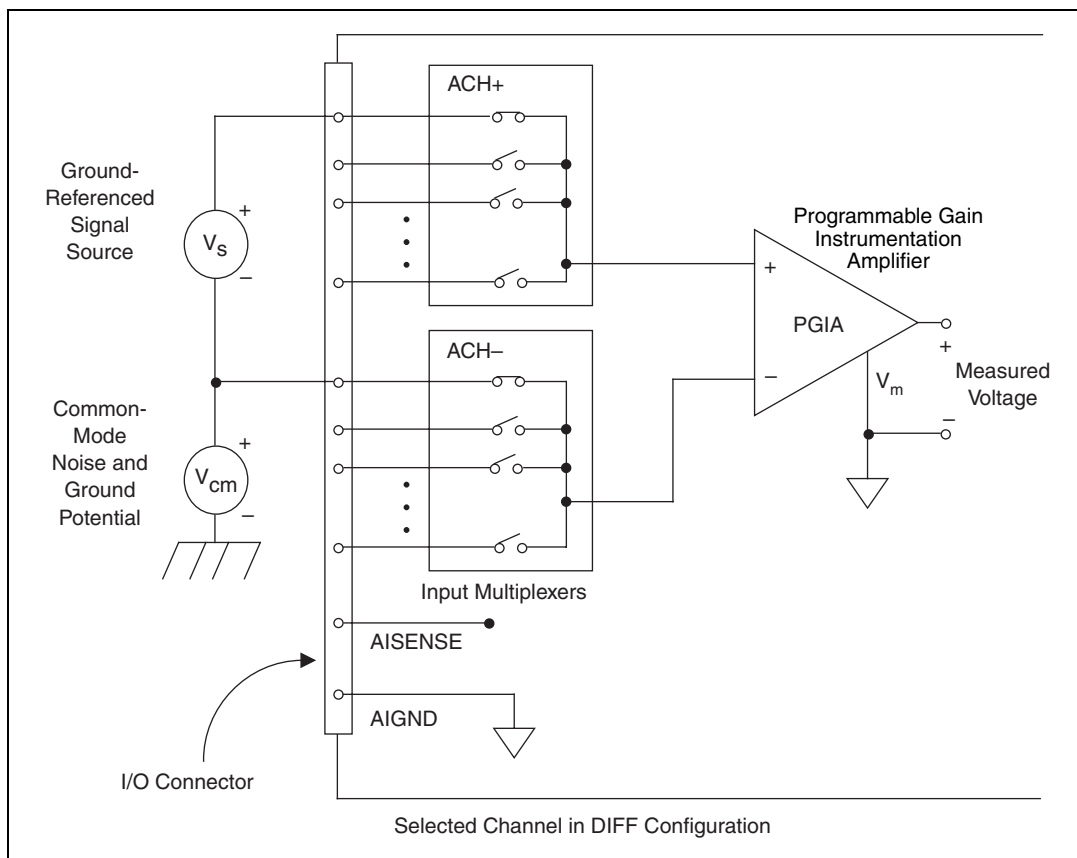 ACH+
Ground-
Referenced
Signal
Source
+
Vs
–
Programmable Gain
Instrumentation
Amplifier
+
PGIA
–
Vm
+
Measured
Voltage
–
ACH–
Common-
Mode
Noise and
Ground
Potential
+
Vcm
–
Input Multiplexers
AISENSE
AIGND
I/O Connector
Selected Channel in DIFF Configuration